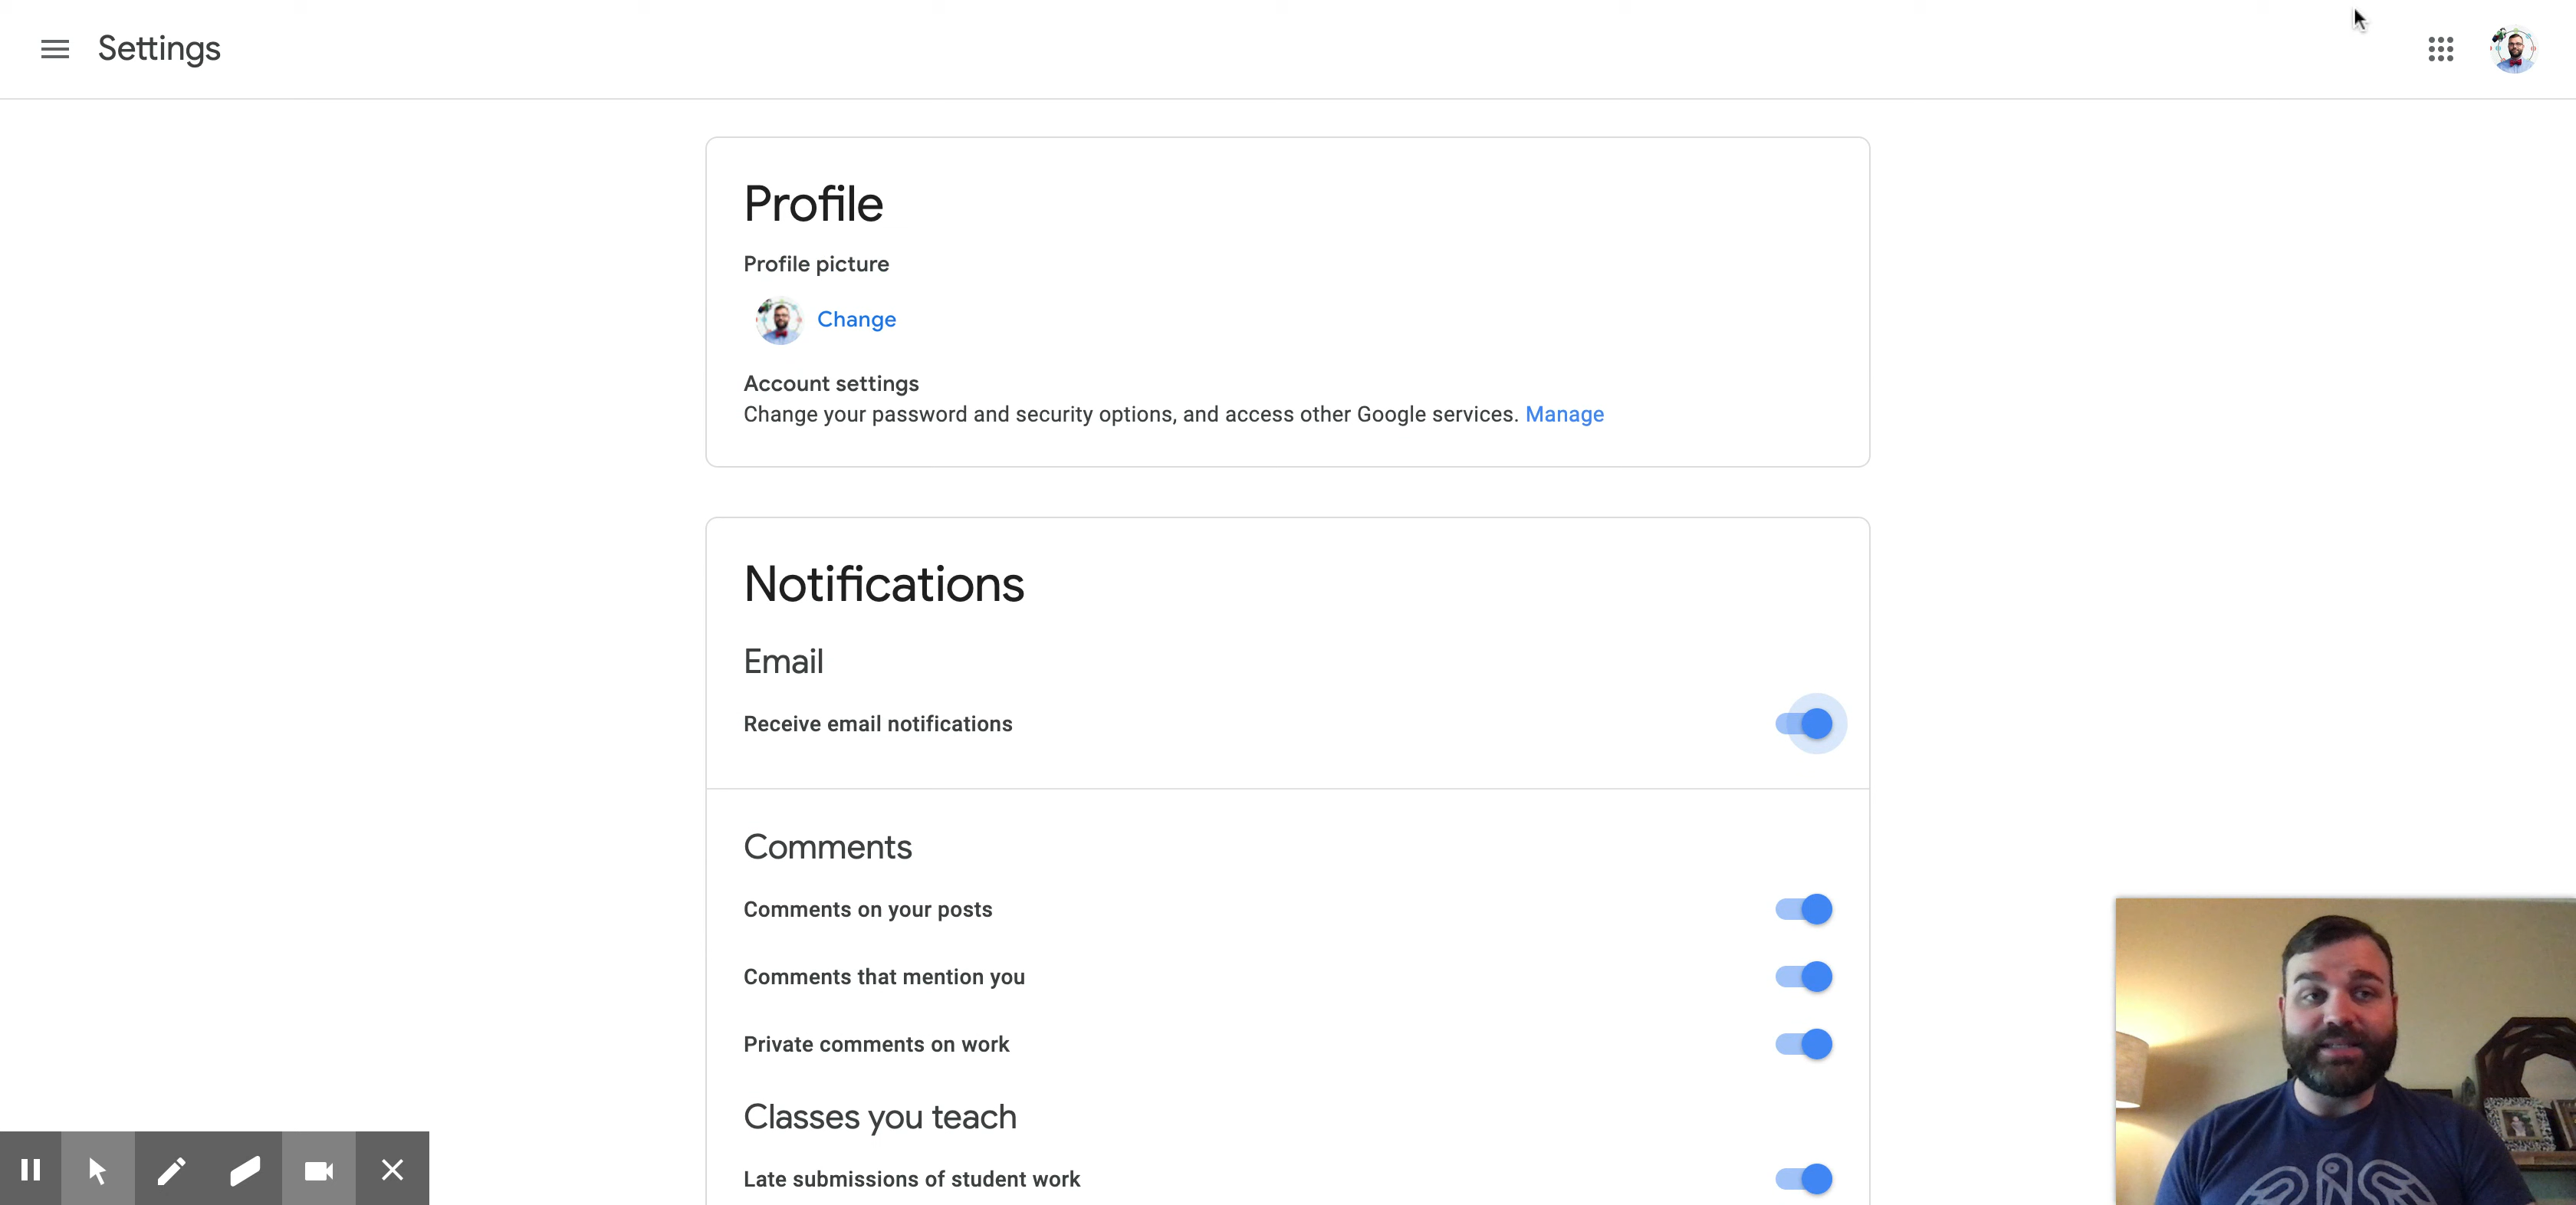 Settings
Profile
Profile picture
Change
Account settings
Change your password and security options, and access other Google services. Manage
Notifications
Email
Receive email notifications
Comments
Comments on your posts
Comments that mention you
Private comments on work
Classes you teach
Late submissions of student work